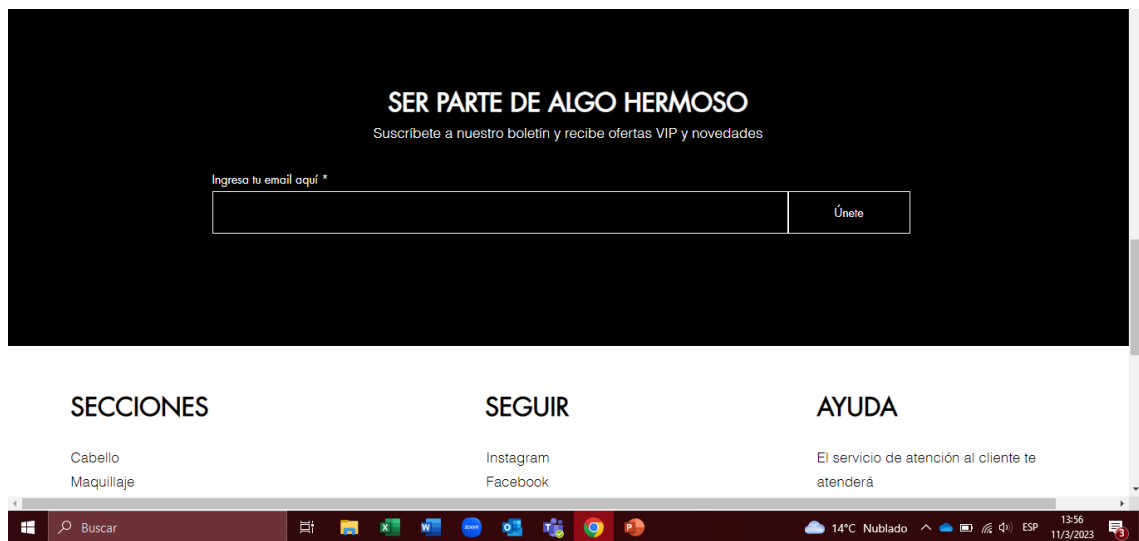 SER PARTE DE ALGO HERMOSO
Suscríbete a nuestro boletín y recibe ofertas VIP y novedades
Ingresa tu email aquí *
Únete
SECCIONES
Cabello
Maquillaje
SEGUIR
Instagram
Facebook
AYUDA
El servicio de atención al cliente te
atenderá
Buscar
zoom
14°C Nublado
ESP
13:56
11/3/2023
3